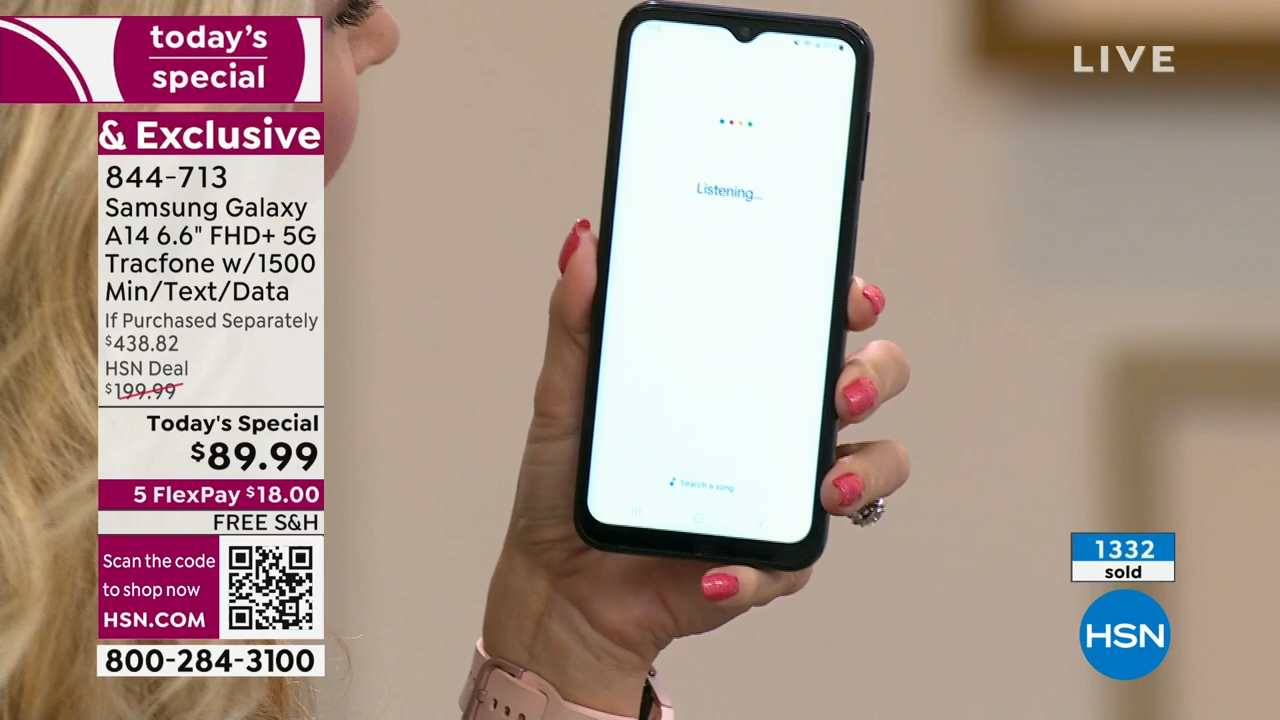 today's
special
& Exclusive
844-713
Samsung Galaxy
A14 6.6" FHD+ 5G
Tracfone w/1500
Min/Text/Data
If Purchased Separately
$438.82
HSN Deal
$199.99
Today's Special
$89.99
5 FlexPay $18.00
FREE S&H
Scan the code
to shop now
HSN.COM
800-284-3100
Listening...
Search a song
LIVE
1332
sold
HSN